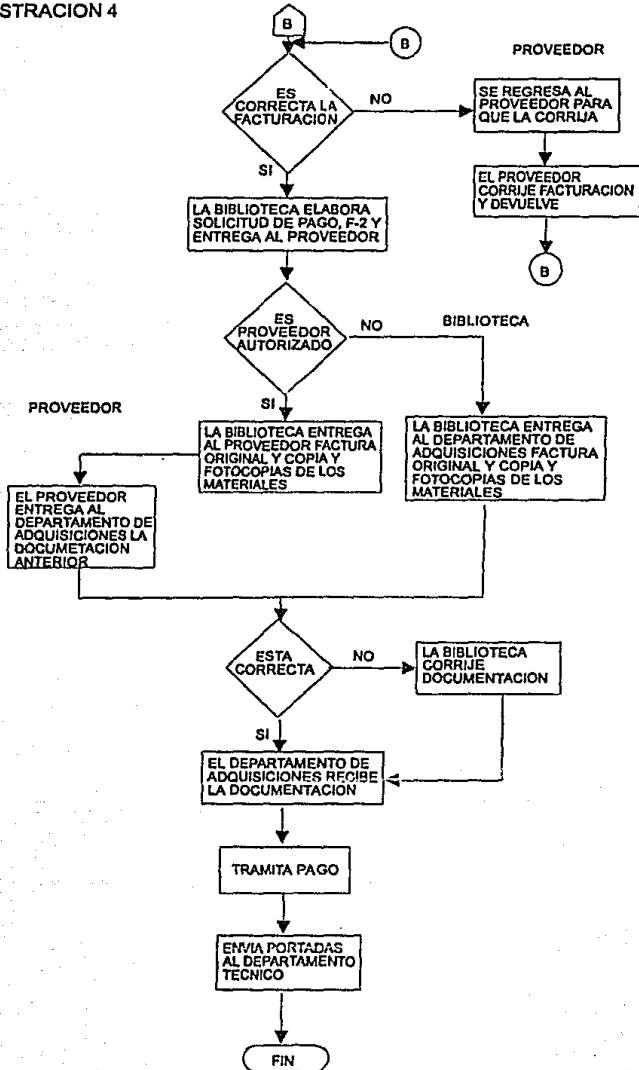 STRACION 4
B
B
PROVEEDOR
ES
CORRECTA LA
FACTURACION
NO
SE REGRESA AL
PROVEEDOR PARA
QUE LA CORRIJA
SI
EL PROVEEDOR
CORRIJE FACTURACION
Y DEVUELVE
B
LA BIBLIOTECA ELABORA
SOLICITUD DE PAGO, F-2 Y
ENTREGA AL PROVEEDOR
ES
PROVEEDOR
AUTORIZADO
NO
BIBLIOTECA
SI
PROVEEDOR
LA BIBLIOTECA ENTREGA
AL PROVEEDOR FACTURA
ORIGINAL Y COPIA Y
FOTOCOPIAS DE LOS
MATERIALES
LA BIBLIOTECA ENTREGA
AL DEPARTAMENTO DE
ADQUISICIONES FACTURA
ORIGINAL Y COPIA Y
FOTOCOPIAS DE LOS
MATERIALES
EL PROVEEDOR
ENTREGA AL
DEPARTAMENTO DE
ADQUISICIONES LA
DOCUMETACION
ANTERIOR
ESTA
CORRECTA
NO
LA BIBLIOTECA
CORRIJE
DOCUMENTACION
SI
EL DEPARTAMENTO DE
ADQUISICIONES RECIBE
LA DOCUMENTACION
TRAMITA PAGO
ENVIA PORTADAS
AL DEPARTAMENTO
TECNICO
FIN